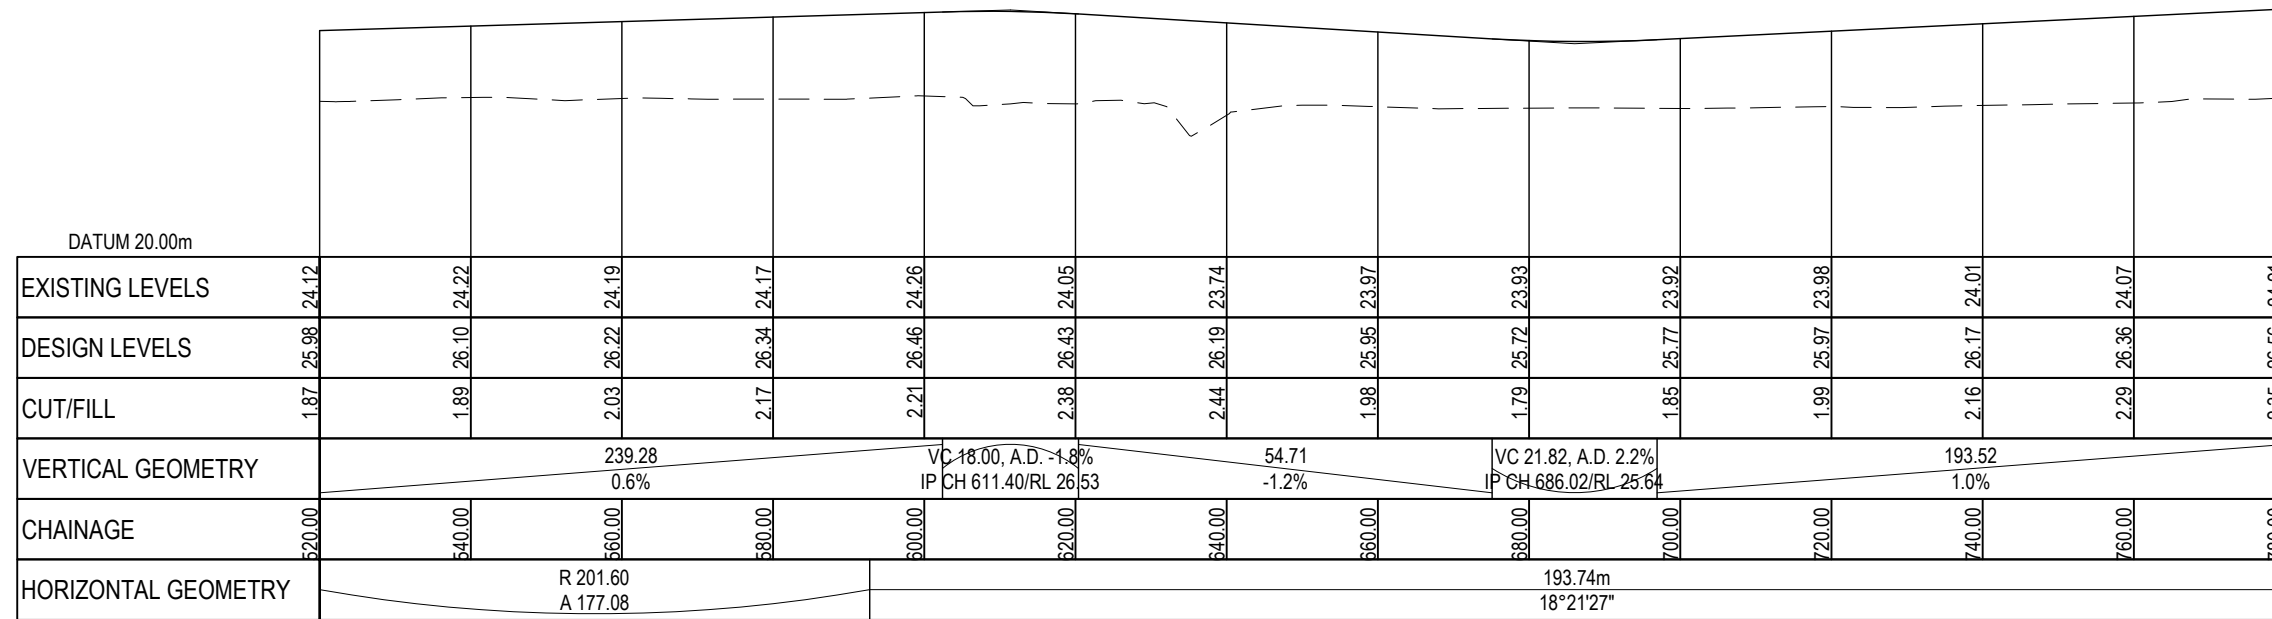 DATUM 20.00m
EXISTING LEVELS 24.12 24.22 24.19 24.17 24.26 24.05 23.74 23.97 23.93 23.92 23.98 24.01 24.07
DESIGN LEVELS 25.98 26.10 26.22 26.34 26.46 26.43 26.19 25.95 25.72 25.77 25.97 26.17 26.36
CUT/FILL 1.87 1.89 2.03 2.17 2.21 2.38 2.44 1.98 1.79 1.85 1.99 2.16 2.29
VERTICAL GEOMETRY
239.28
0.6%
VC 18.00, A.D. -1.8%
IP CH 611.40/RL 26.53
54.71
-1.2%
VC 21.82, A.D. 2.2%
IP CH 686.02/RL 25.64
193.52
1.0%
CHAINAGE 520.00 540.00 560.00 580.00 600.00 620.00 640.00 660.00 680.00 700.00 720.00 740.00 760.00
HORIZONTAL GEOMETRY
R 201.60
A 177.08
193.74m
18°21'27"